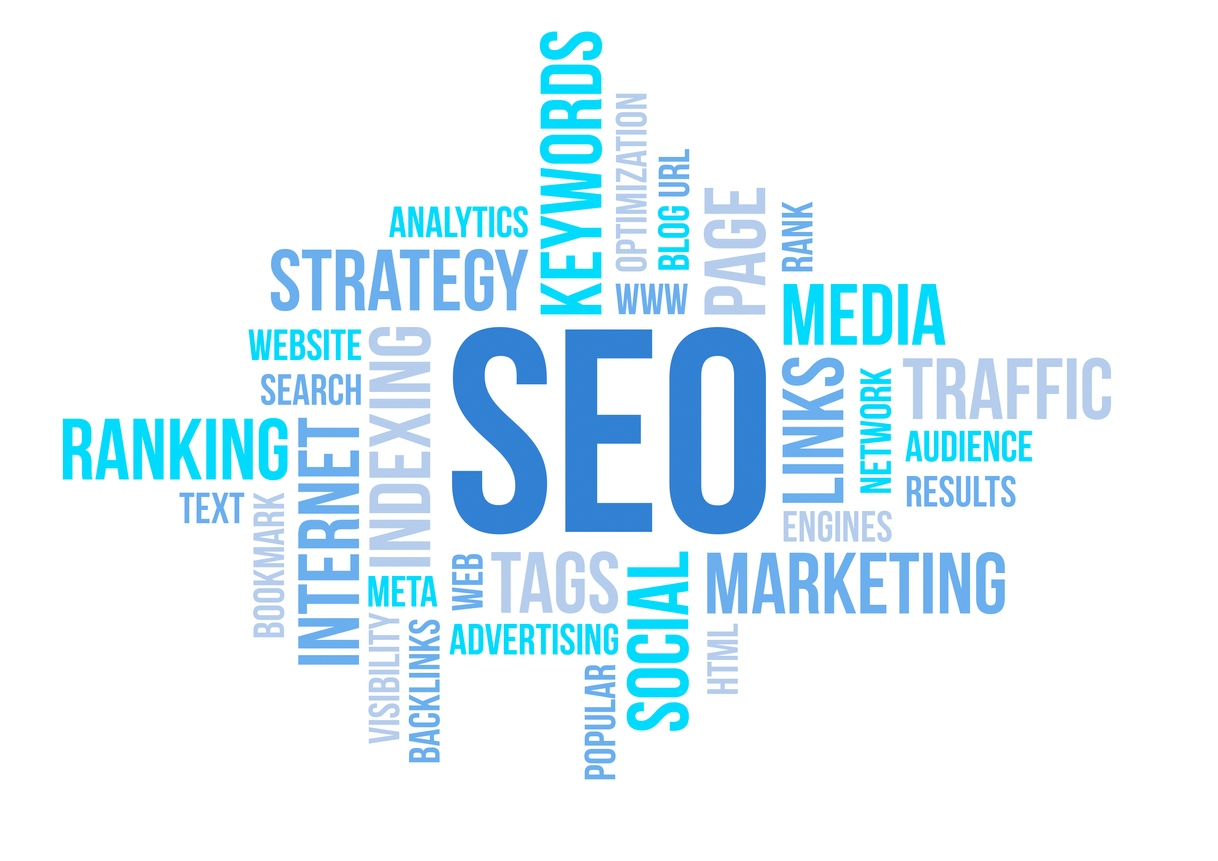 KEYWORDS
OPTIMIZATION
BLOG URL
PAGE
RANK
ANALYTICS
STRATEGY
WWW
MEDIA
WEBSITE
SEARCH
INDEXING
SEO
LINKS
NETWORK
TRAFFIC
AUDIENCE
RESULTS
ENGINES
RANKING
TEXT
BOOKMARK
INTERNET
META
WEB
TAGS
SOCIAL
MARKETING
VISIBILITY
BACKLINKS
ADVERTISING
POPULAR
HTML